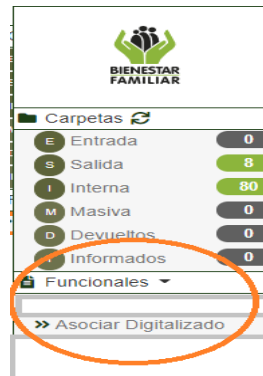 BIENESTAR
FAMILIAR
Carpetas
E Entrada 0
S Salida 8
I Interna 80
M Masiva 0
D Devueltos 0
Informados 0
Funcionales
>> Asociar Digitalizado